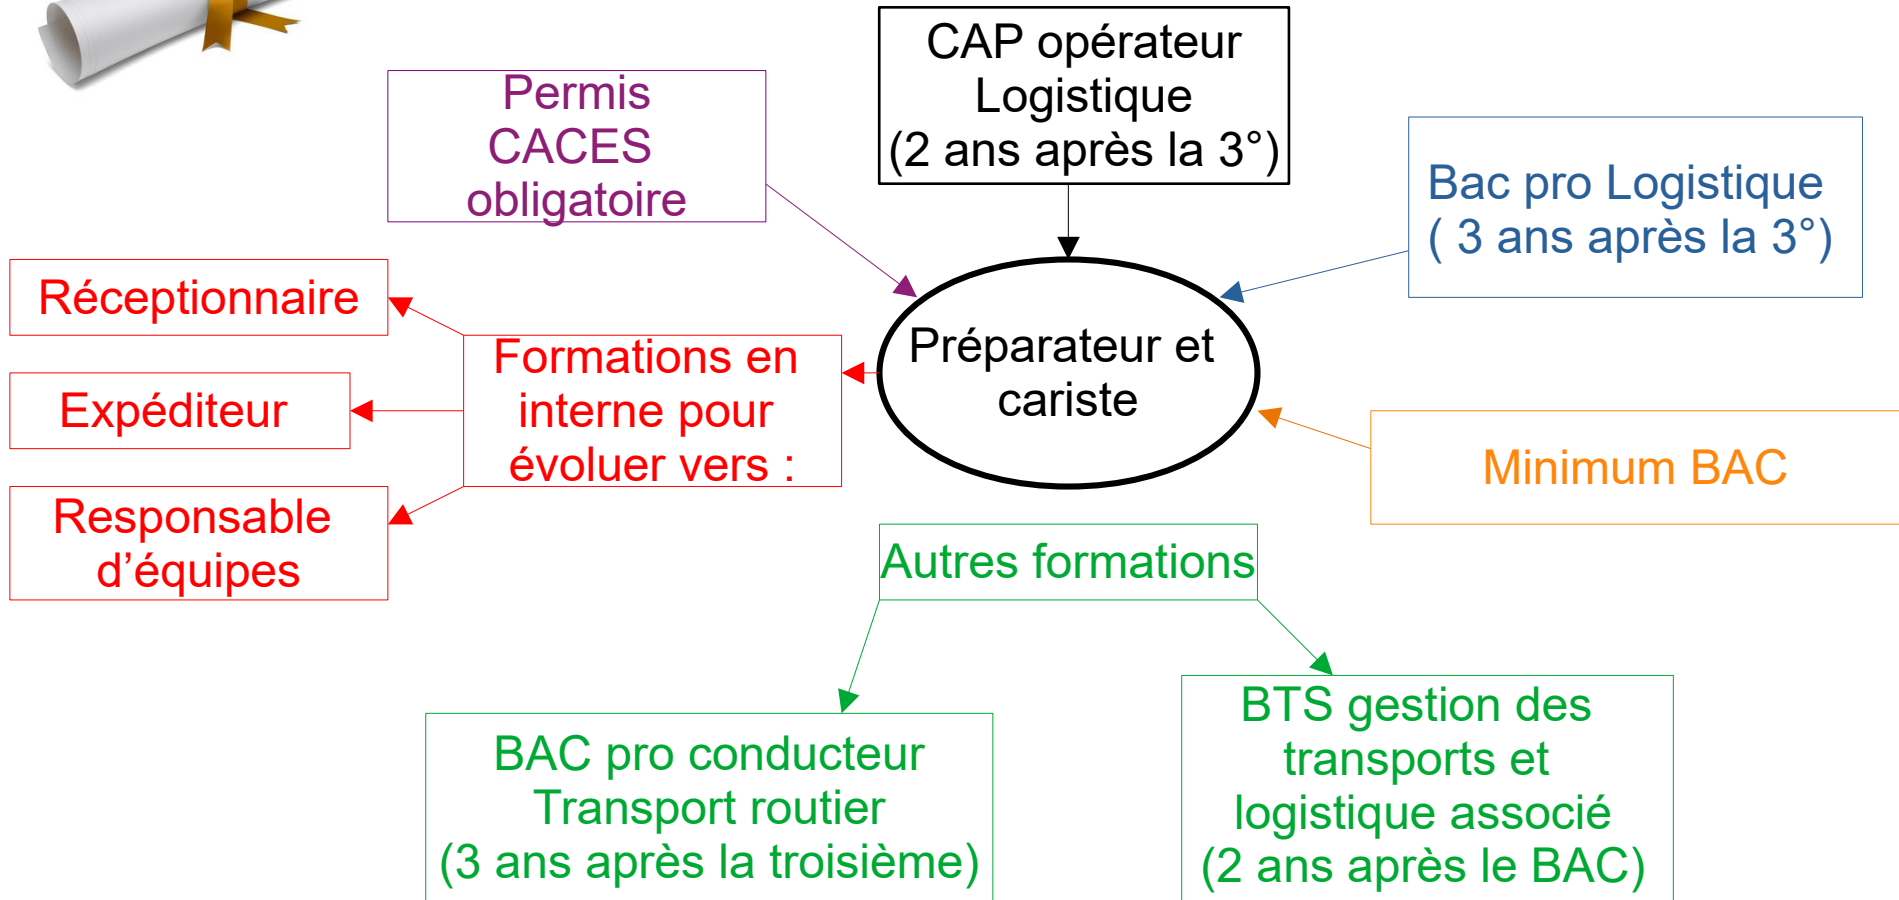 CAP opérateur
Logistique
(2 ans après la 3°)
Permis
CACES
obligatoire
Bac pro Logistique
( 3 ans après la 3°)
Réceptionnaire
Expéditeur
Responsable
d’équipes
Formations en
interne pour
évoluer vers :
Préparateur et
cariste
Minimum BAC
Autres formations
BAC pro conducteur
Transport routier
(3 ans après la troisième)
BTS gestion des
transports et
logistique associé
(2 ans après le BAC)